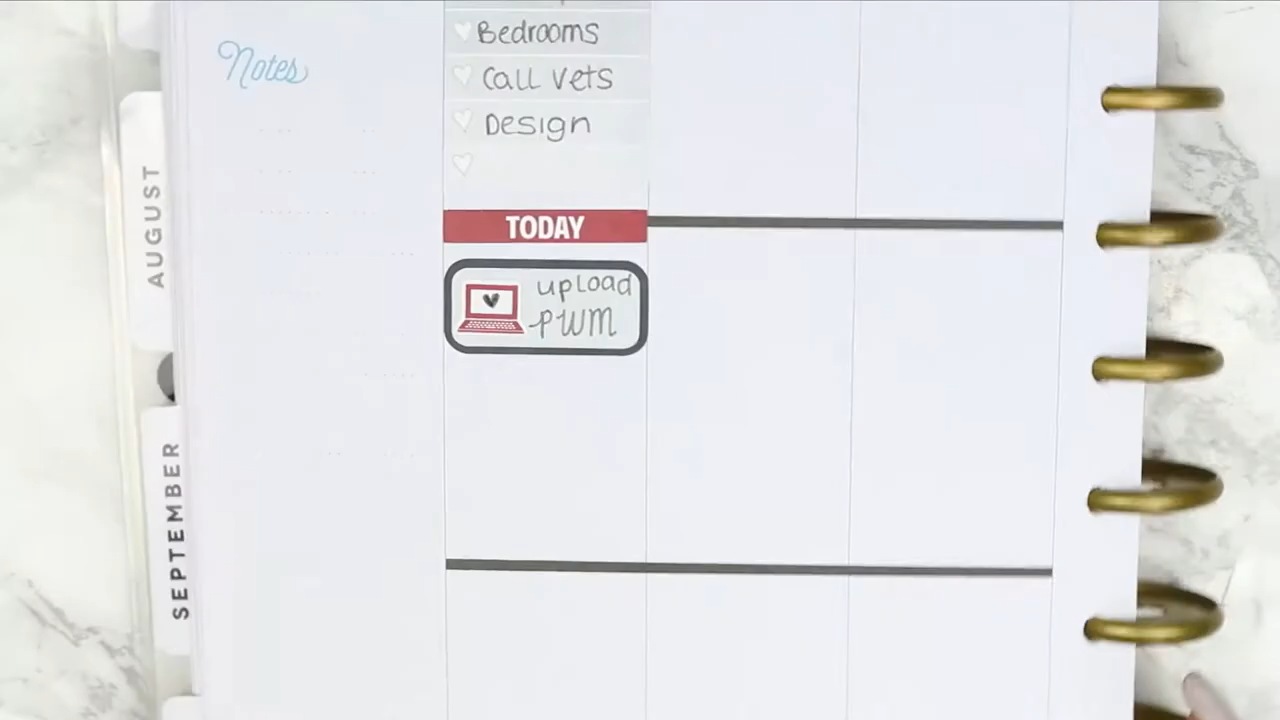 Notes
Bedrooms
Call vets
Design
TODAY
upload
PWM
AUGUST
SEPTEMBER